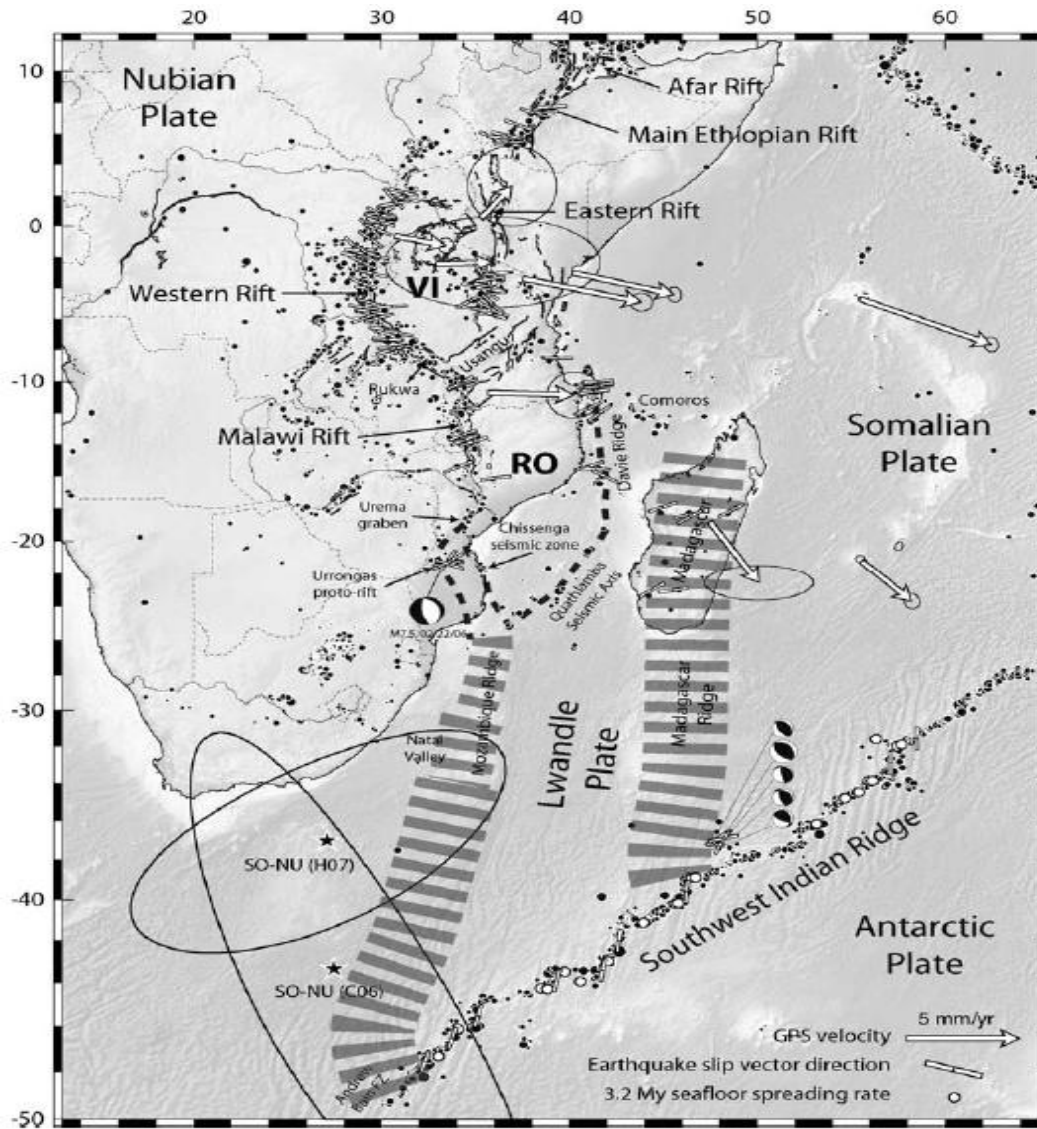 20 30 40 50 60
10
0
-10
-20
-30
-40
-50
Nubian
Plate
Afar Rift
Main Ethiopian Rift
Eastern Rift
VI
Western Rift
Usangu
Rukwa
Comoros
Malawi Rift
Somalian
Plate
RO
Davie Ridge
Urema
graben
Chissenga
seismic zone
Madagascar
Urrongas
proto-rift
Quathlamba
Seismic Axis
M7.5, 02/22/06
Mozambique Ridge
Madagascar
Ridge
Natal
Valley
Lwandle
Plate
SO-NU (H07)
Southwest Indian Ridge
Antarctic
Plate
SO-NU (C06)
5 mm/yr
GPS velocity
Earthquake slip vector direction
3.2 My seafloor spreading rate
Andrew